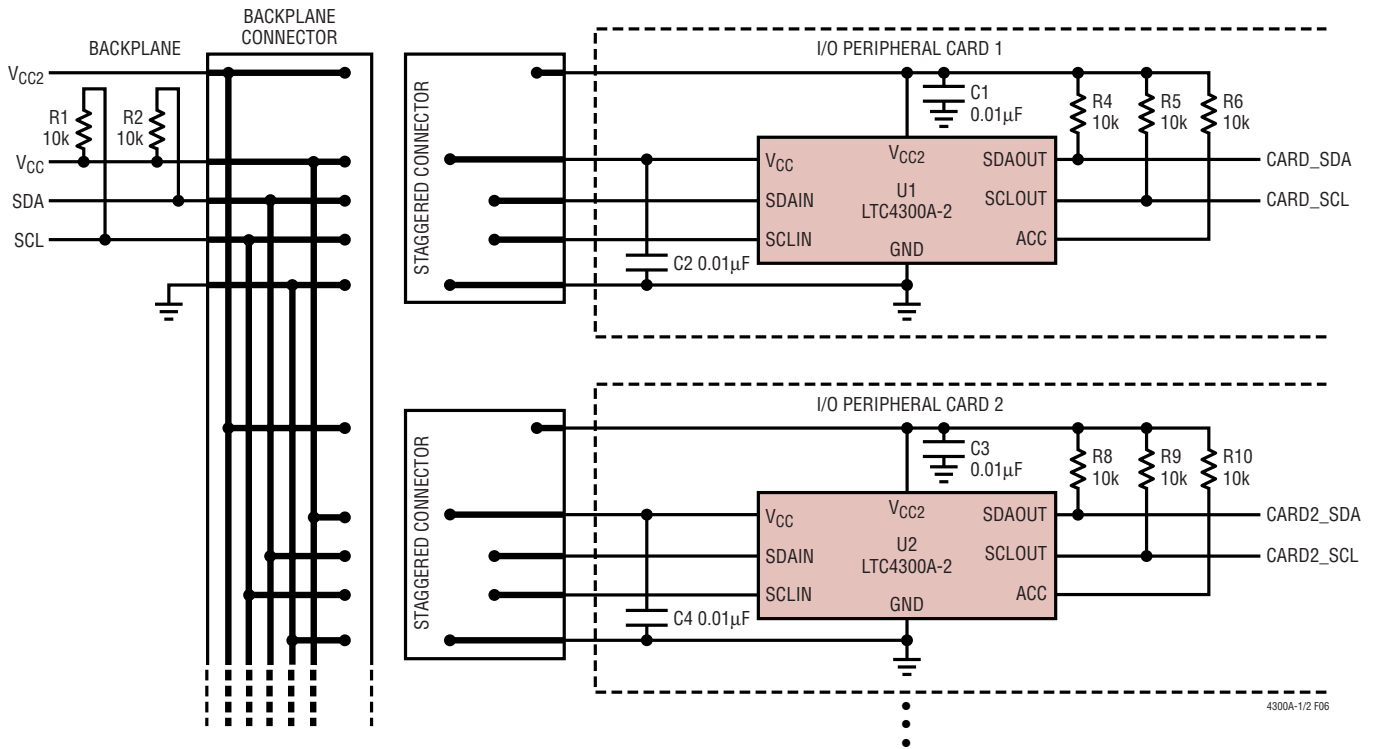 BACKPLANE
BACKPLANE
CONNECTOR
VCC2
R1
10k
R2
10k
VCC
SDA
SCL
STAGGERED CONNECTOR
I/O PERIPHERAL CARD 1
C1
0.01μF
R4
10k
R5
10k
R6
10k
VCC
VCC2
SDAOUT
CARD_SDA
SDAIN
U1
LTC4300A-2
SCLOUT
CARD_SCL
SCLIN
GND
ACC
C2 0.01μF
STAGGERED CONNECTOR
I/O PERIPHERAL CARD 2
C3
0.01μF
R8
10k
R9
10k
R10
10k
VCC
VCC2
SDAOUT
CARD2_SDA
SDAIN
U2
LTC4300A-2
SCLOUT
CARD2_SCL
SCLIN
GND
ACC
C4 0.01μF
4300A-1/2 F06